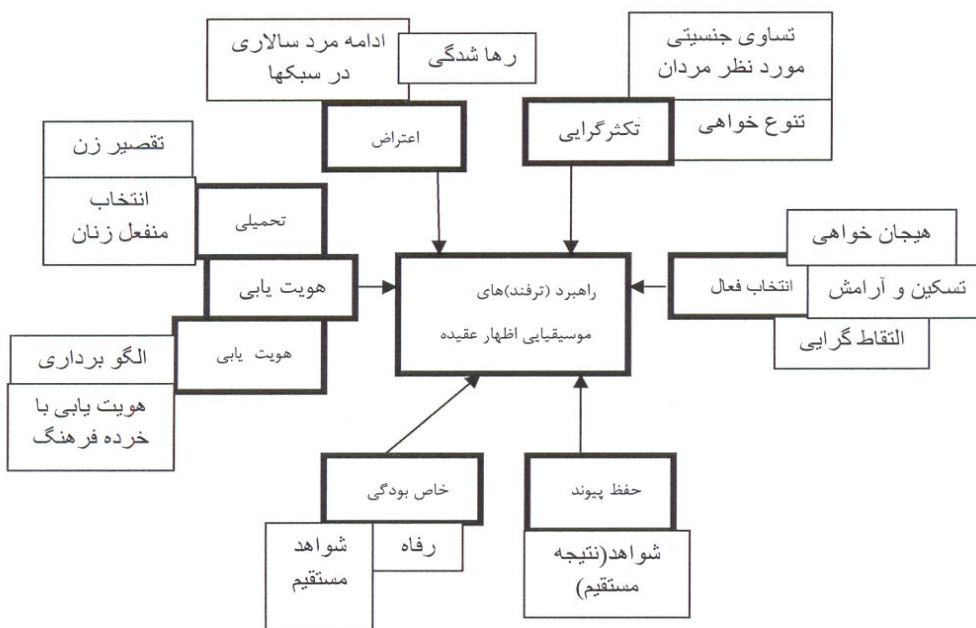 تساوی جنسیتی
مورد نظر مردان
تنوع خواهی
تکثرگرایی
رها شدگی
ادامه مرد سالاری
در سبکها
اعتراض
تقصیر زن
انتخاب
منفعل زنان
تحمیلی
هویت یابی
هویت یابی
الگو برداری
هویت یابی با
خرده فرهنگ
راهبرد (ترفند)های
موسیقیایی اظهار عقیده
هیجان خواهی
تسکین و آرامش
التقاط گرایی
انتخاب فعال
خاص بودگی
رفاه
شواهد
مستقیم
حفظ پیوند
شواهد(نتیجه
مستقیم)